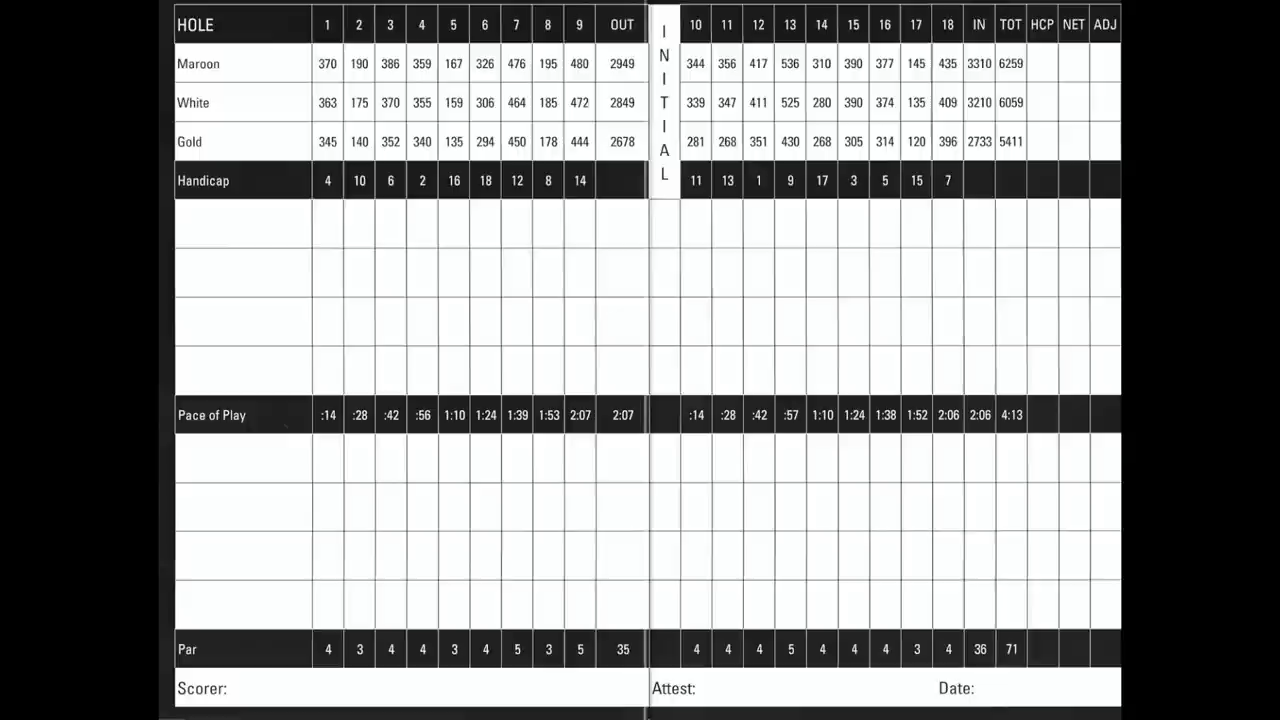 HOLE 1 2 3 4 5 6 7 8 9 OUT INITIAL 10 11 12 13 14 15 16 17 18 IN TOT HCP NET ADJ
Maroon 370 190 386 359 167 326 476 195 480 2949 344 356 417 536 310 390 377 145 435 3310 6259
White 363 175 370 355 159 306 464 185 472 2849 339 347 411 525 280 390 374 135 409 3210 6059
Gold 345 140 352 340 135 294 450 178 444 2678 281 268 351 430 268 305 314 120 396 2733 5411
Handicap 4 10 6 2 16 18 12 8 14 11 13 1 9 17 3 5 15 7
Pace of Play :14 :28 :42 :56 1:10 1:24 1:39 1:53 2:07 2:07 :14 :28 :42 :57 1:10 1:24 1:38 1:52 2:06 2:06 4:13
Par 4 3 4 4 3 4 5 3 5 35 4 4 4 5 4 4 4 3 4 36 71
Scorer: Attest: Date: